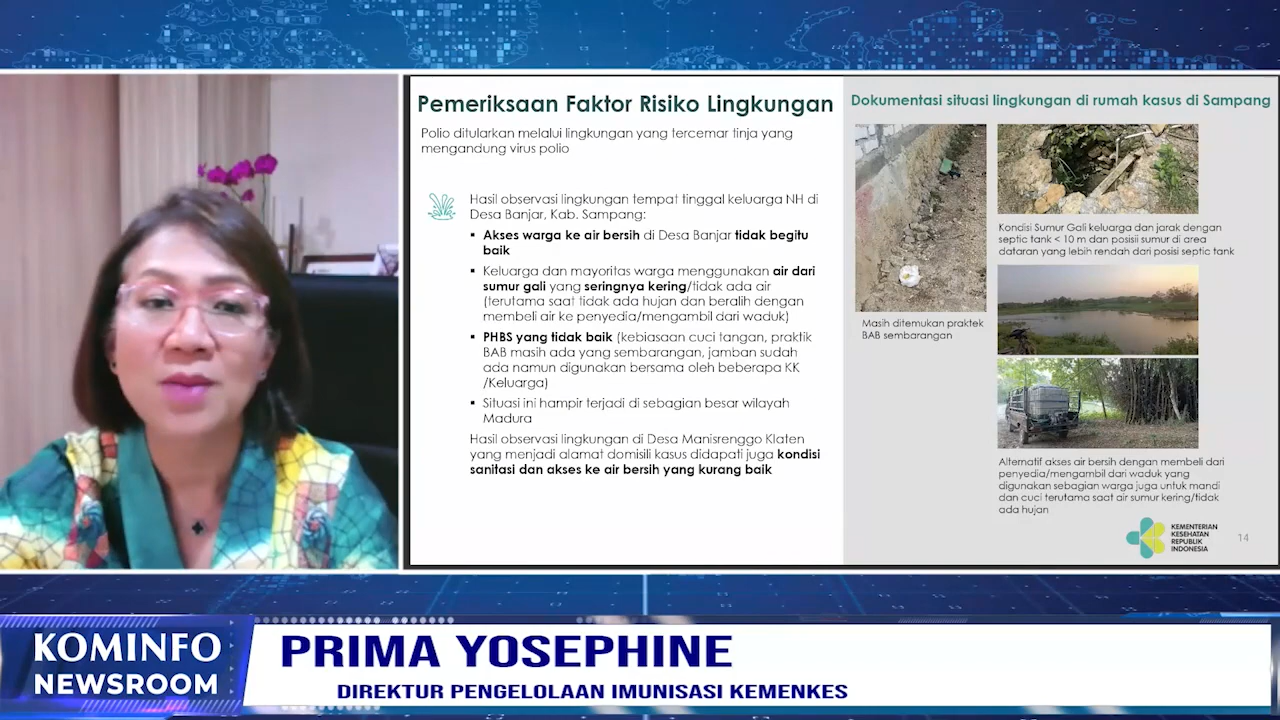 Pemeriksaan Faktor Risiko Lingkungan
Polio ditularkan melalui lingkungan yang tercemar tinja yang
mengandung virus polio
Hasil observasi lingkungan tempat tinggal keluarga NH di
Desa Banjar, Kab. Sampang:
▪ Akses warga ke air bersih di Desa Banjar tidak begitu
baik
▪ Keluarga dan mayoritas warga menggunakan air dari
sumur gali yang seringnya kering/tidak ada air
(terutama saat tidak ada hujan dan beralih dengan
membeli air ke penyedia/mengambil dari waduk)
▪ PHBS yang tidak baik (kebiasaan cuci tangan, praktik
BAB masih ada yang sembarangan, jamban sudah
ada namun digunakan bersama oleh beberapa KK
/Keluarga)
▪ Situasi ini hampir terjadi di sebagian besar wilayah
Madura
Hasil observasi lingkungan di Desa Manisrenggo Klaten
yang menjadi alamat domisili kasus didapati juga kondisi
sanitasi dan akses ke air bersih yang kurang baik
Dokumentasi situasi lingkungan di rumah kasus di Sampang
Masih ditemukan praktek
BAB sembarangan
Kondisi Sumur Gali keluarga dan jarak dengan
septic tank < 10 m dan posisii sumur di area
dataran yang lebih rendah dari posisi septic tank
Alternatif akses air bersih dengan membeli dari
penyedia/mengambil dari waduk yang
digunakan sebagian warga juga untuk mandi
dan cuci terutama saat air sumur kering/tidak
ada hujan
KEMENTERIAN
KESEHATAN
REPUBLIK
INDONESIA
14
KOMINFO
NEWSROOM
PRIMA YOSEPHINE
DIREKTUR PENGELOLAAN IMUNISASI KEMENKES